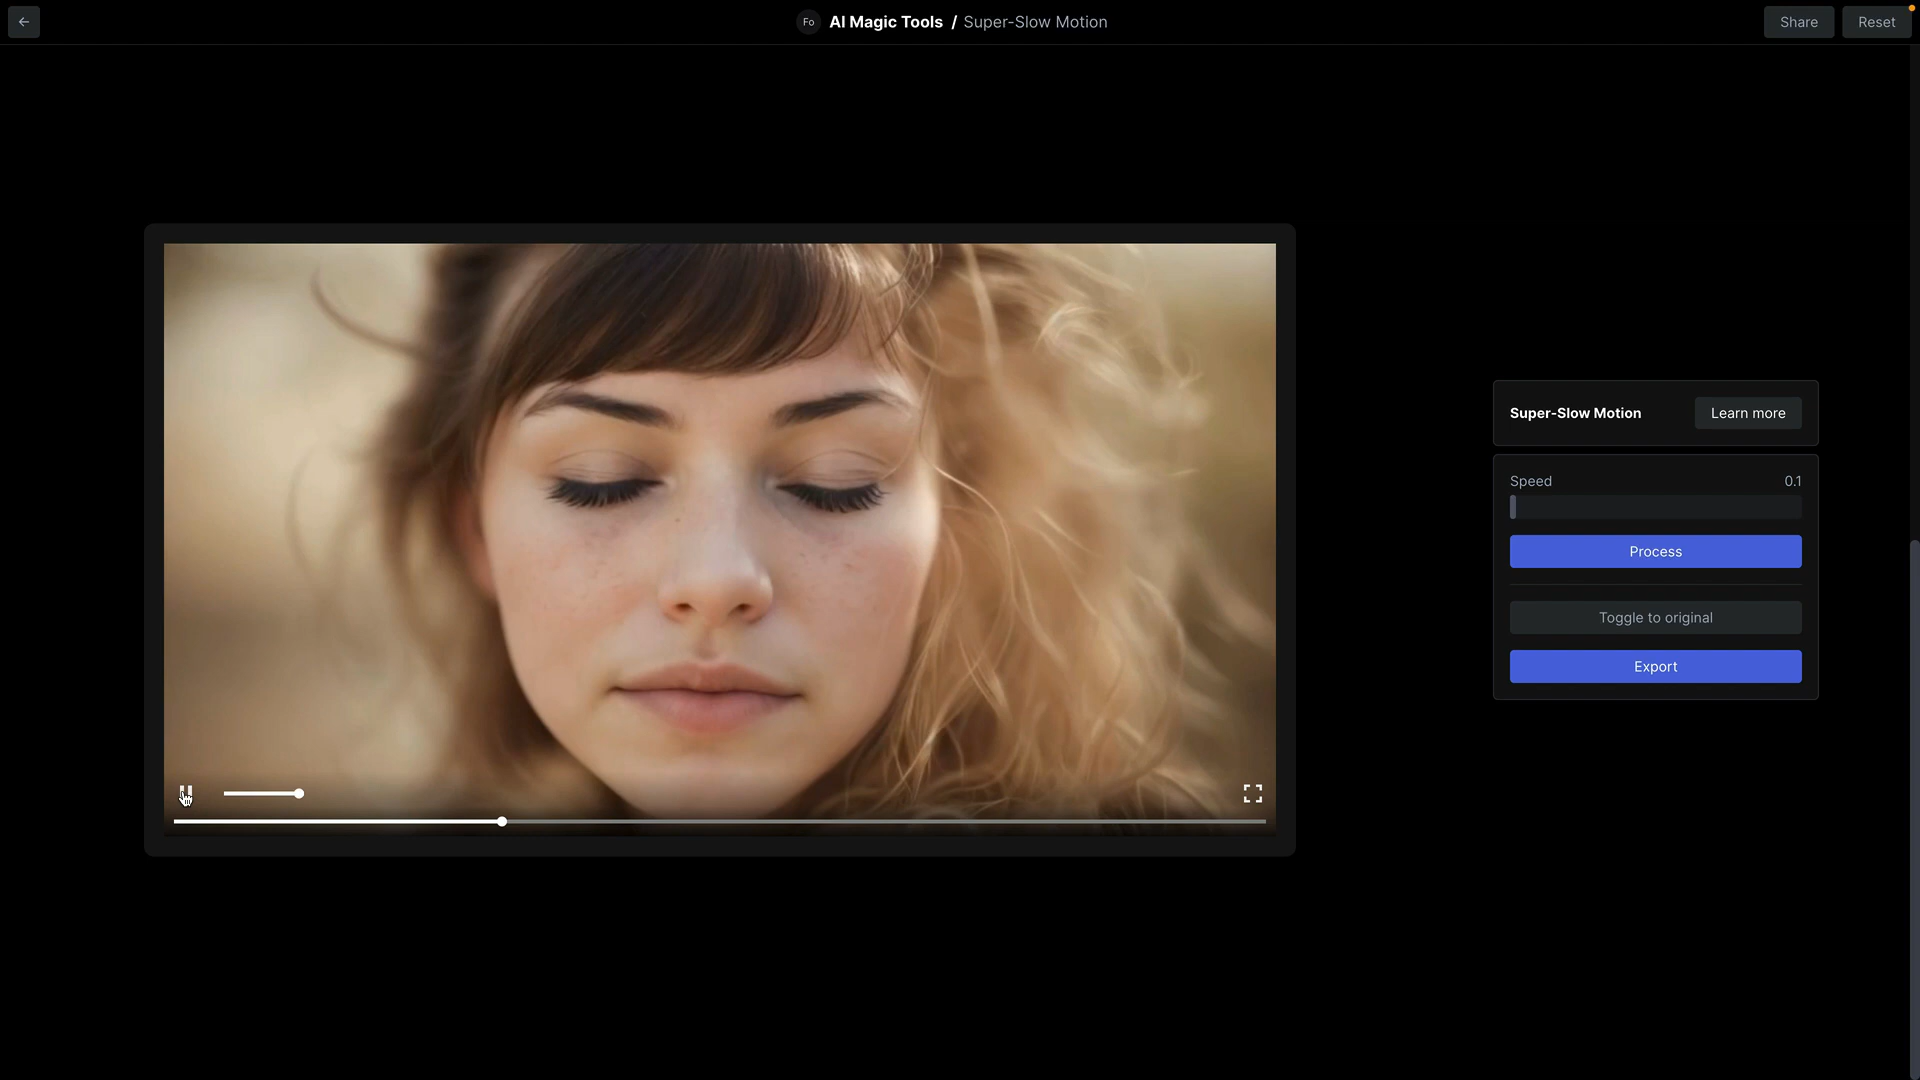 Fo AI Magic Tools / Super-Slow Motion
Share
Reset
Super-Slow Motion
Learn more
Speed 0.1
Process
Toggle to original
Export